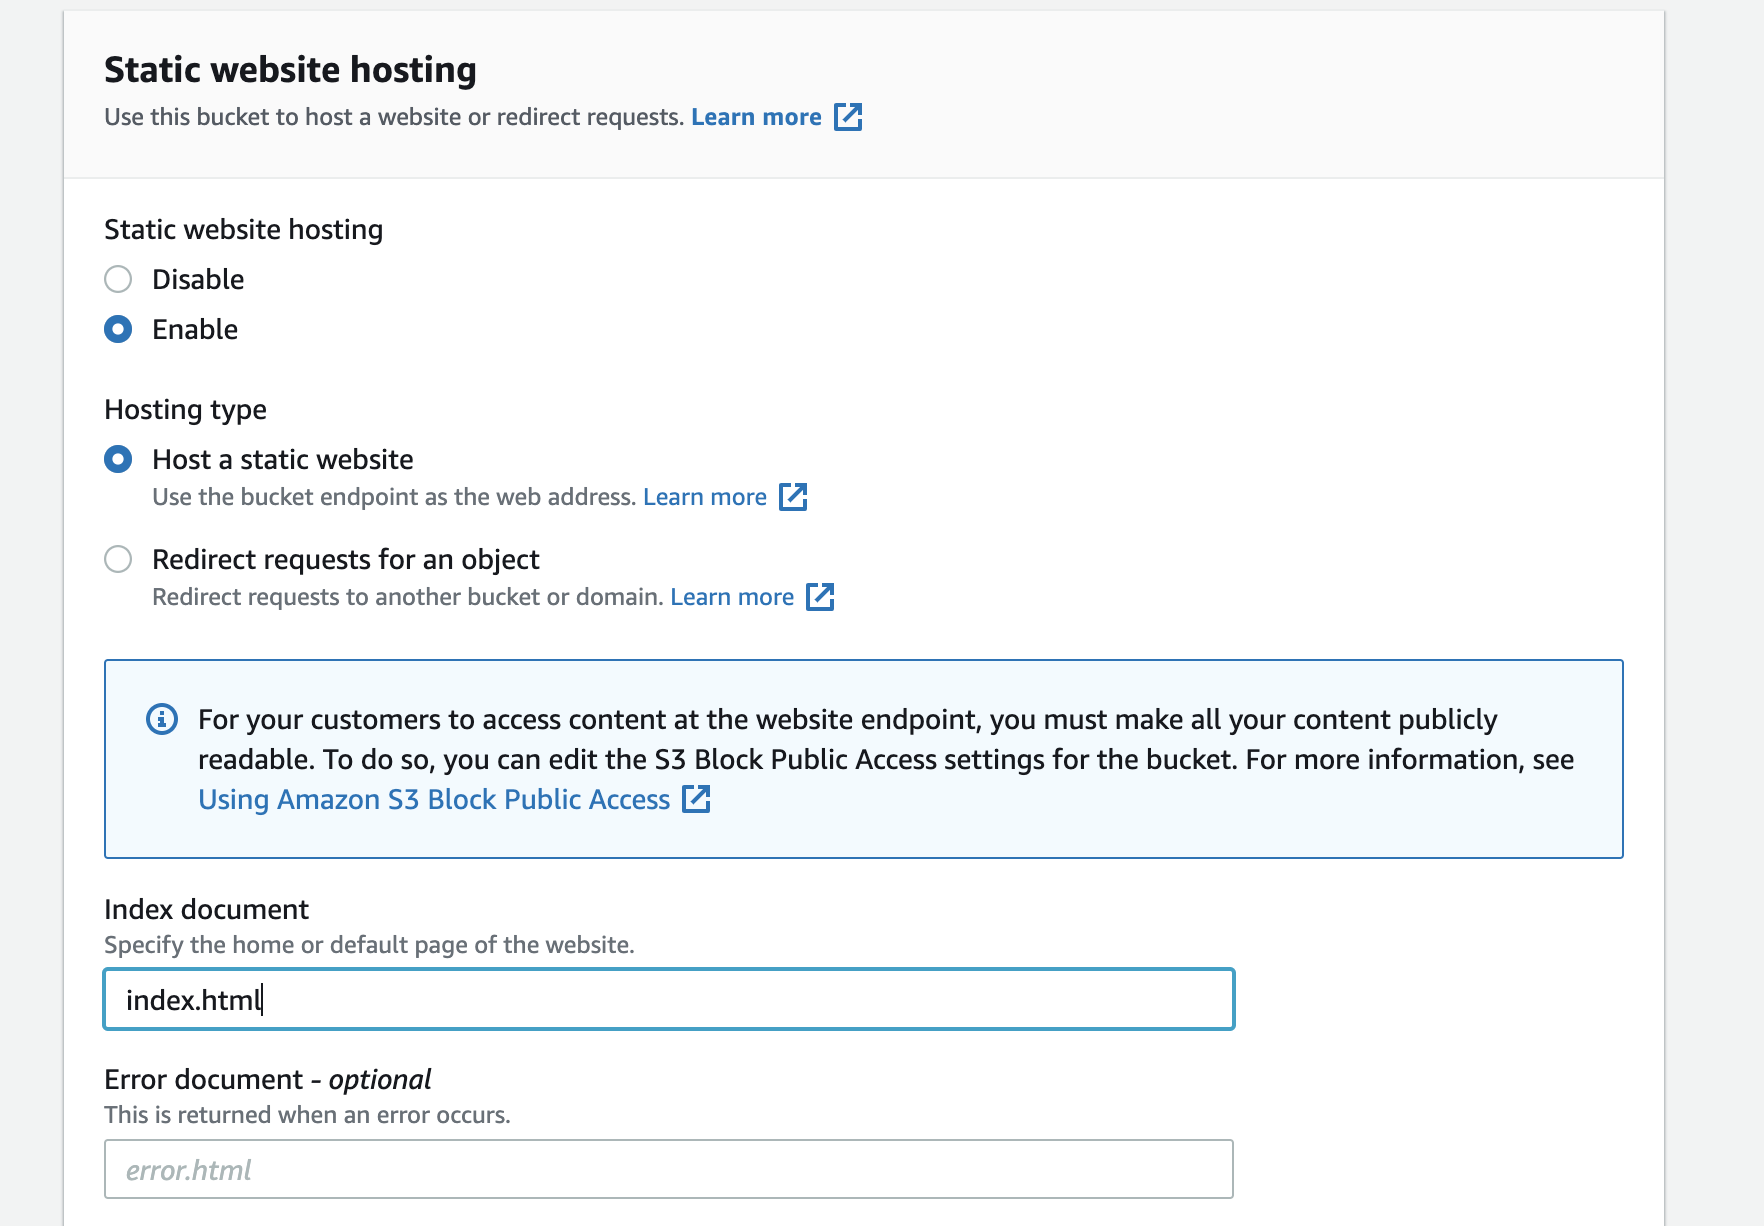 Static website hosting
Use this bucket to host a website or redirect requests. Learn more
Static website hosting
Disable
Enable
Hosting type
Host a static website
Use the bucket endpoint as the web address. Learn more
Redirect requests for an object
Redirect requests to another bucket or domain. Learn more
For your customers to access content at the website endpoint, you must make all your content publicly
readable. To do so, you can edit the S3 Block Public Access settings for the bucket. For more information, see
Using Amazon S3 Block Public Access
Index document
Specify the home or default page of the website.
index.html
Error document - optional
This is returned when an error occurs.
error.html